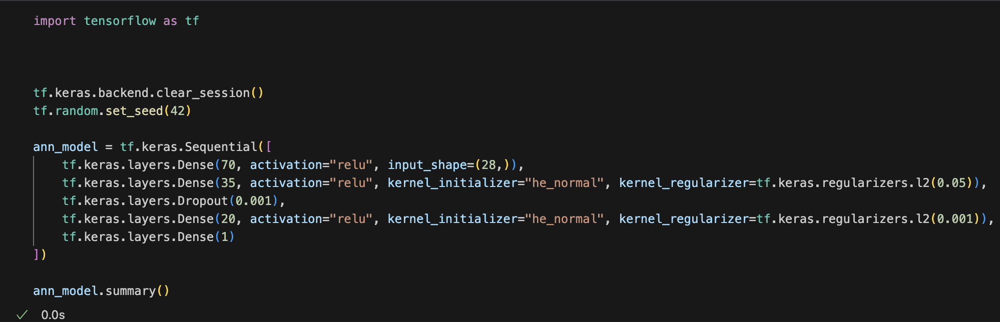 import tensorflow as tf
tf.keras.backend.clear_session()
tf.random.set_seed(42)
ann_model = tf.keras.Sequential([
    tf.keras.layers.Dense(70, activation="relu", input_shape=(28,)),
    tf.keras.layers.Dense(35, activation="relu", kernel_initializer="he_normal", kernel_regularizer=tf.keras.regularizers.l2(0.05)),
    tf.keras.layers.Dropout(0.001),
    tf.keras.layers.Dense(20, activation="relu", kernel_initializer="he_normal", kernel_regularizer=tf.keras.regularizers.l2(0.001)),
    tf.keras.layers.Dense(1)
])
ann_model.summary()
✓ 0.0s